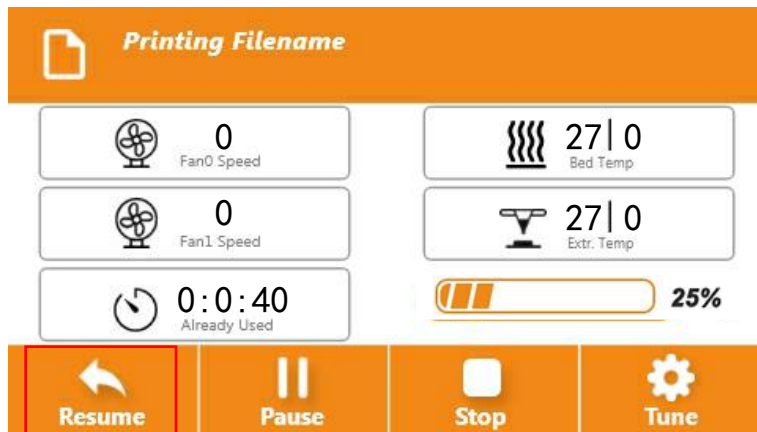 Printing Filename
0
Fan0 Speed
27| 0
Bed Temp
0
Fan1 Speed
27| 0
Extr. Temp
0:0:40
Already Used
25%
Resume
Pause
Stop
Tune